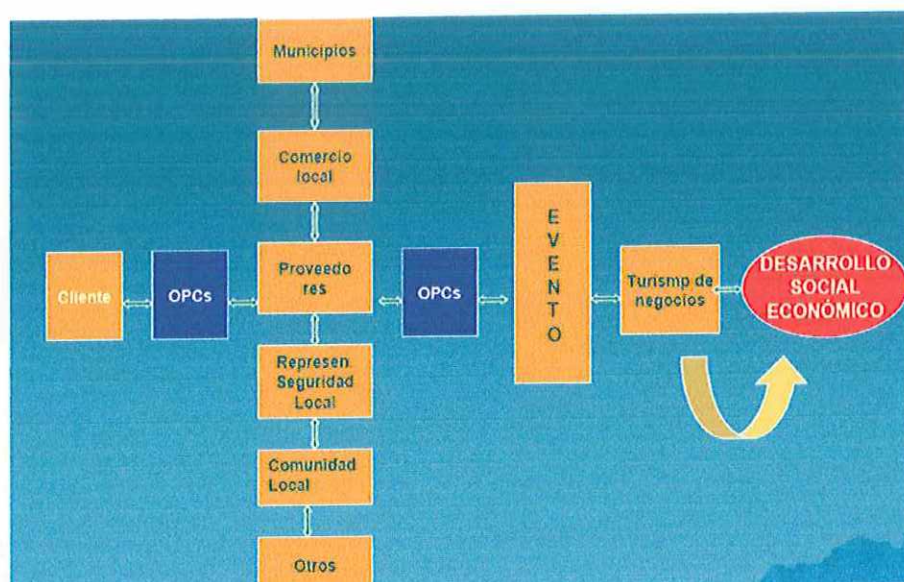 Municipios
Comercio
local
Cliente
OPCs
Proveedo
res
OPCs
E
V
E
N
T
O
Turismp de
negocios
DESARROLLO
SOCIAL
ECONÓMICO
Represen.
Seguridad
Local
Comunidad
Local
Otros